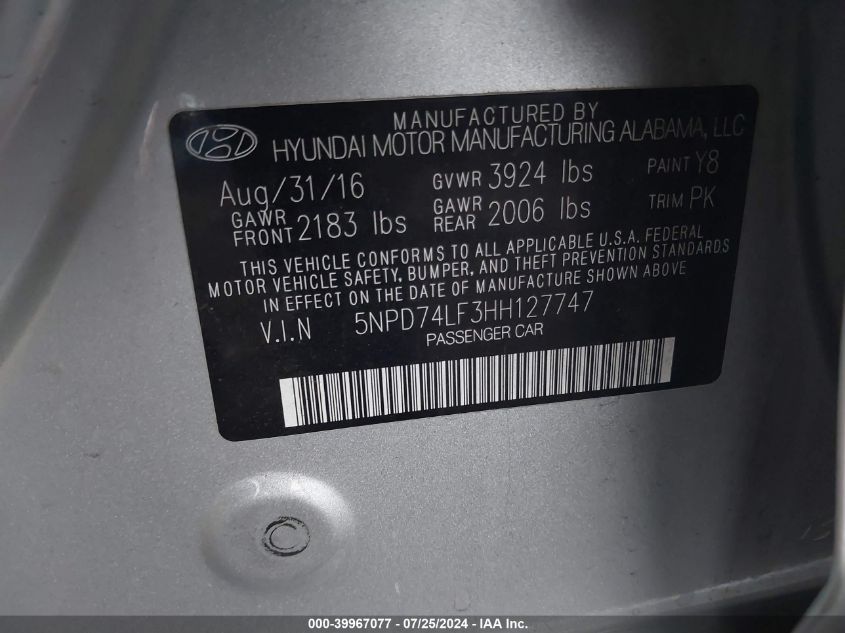 MANUFACTURED BY
HYUNDAI MOTOR MANUFACTURING ALABAMA, LLC
Aug/31/16 GVWR 3924 lbs PAINT Y8
GAWR FRONT 2183 lbs GAWR REAR 2006 lbs TRIM PK
THIS VEHICLE CONFORMS TO ALL APPLICABLE U.S.A. FEDERAL
MOTOR VEHICLE SAFETY, BUMPER, AND THEFT PREVENTION STANDARDS
IN EFFECT ON THE DATE OF MANUFACTURE SHOWN ABOVE
V.I.N 5NPD74LF3HH127747
PASSENGER CAR
000-39967077 - 07/25/2024 - IAA Inc.